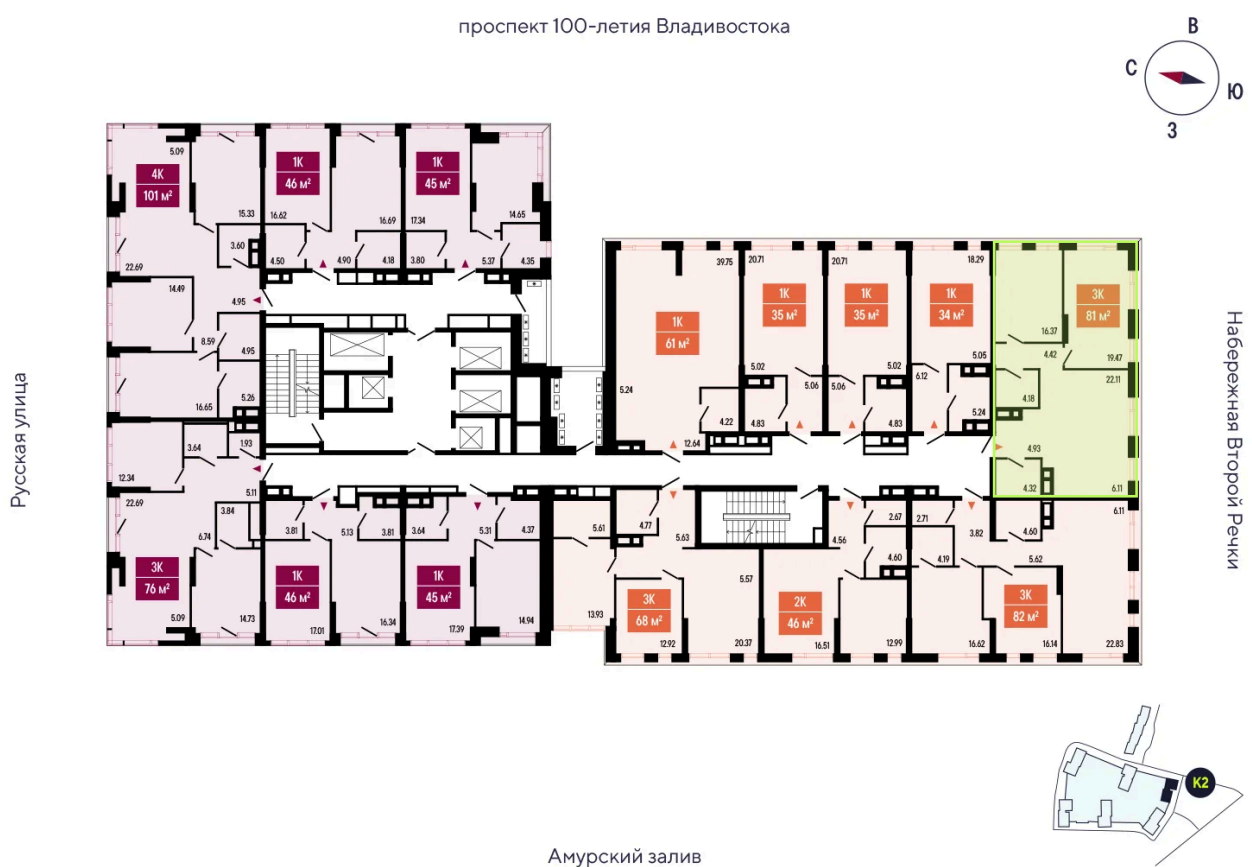 проспект 100-летия Владивостока
В
С
Ю
З
5.09
4К
101 м²
15.33
3.60
22.69
14.49
4.95
8.59
4.95
16.65
5.26
1К
46 м²
16.62
16.69
4.50
4.90
4.18
1К
45 м²
17.34
14.65
3.80
5.37
4.35
39.75
1К
61 м²
5.24
4.22
12.64
20.71
1К
35 м²
5.02
5.06
4.83
20.71
1К
35 м²
5.02
5.06
4.83
18.29
1К
34 м²
5.05
6.12
5.24
3К
81 м²
16.37
4.42
19.47
22.11
4.18
4.93
4.32
6.11
Русская улица
Набережная Второй Речки
3.64
1.93
12.34
5.11
22.69
3.84
6.74
3К
76 м²
5.09
14.73
3.81
5.13
3.81
1К
46 м²
17.01
16.34
3.64
5.31
4.37
1К
45 м²
17.39
14.94
5.61
4.77
5.63
5.57
3К
68 м²
13.93
12.92
20.37
2.67
4.56
4.60
2К
46 м²
16.51
12.99
2.71
3.82
4.60
6.11
4.19
5.62
3К
82 м²
16.62
16.14
22.83
К2
Амурский залив